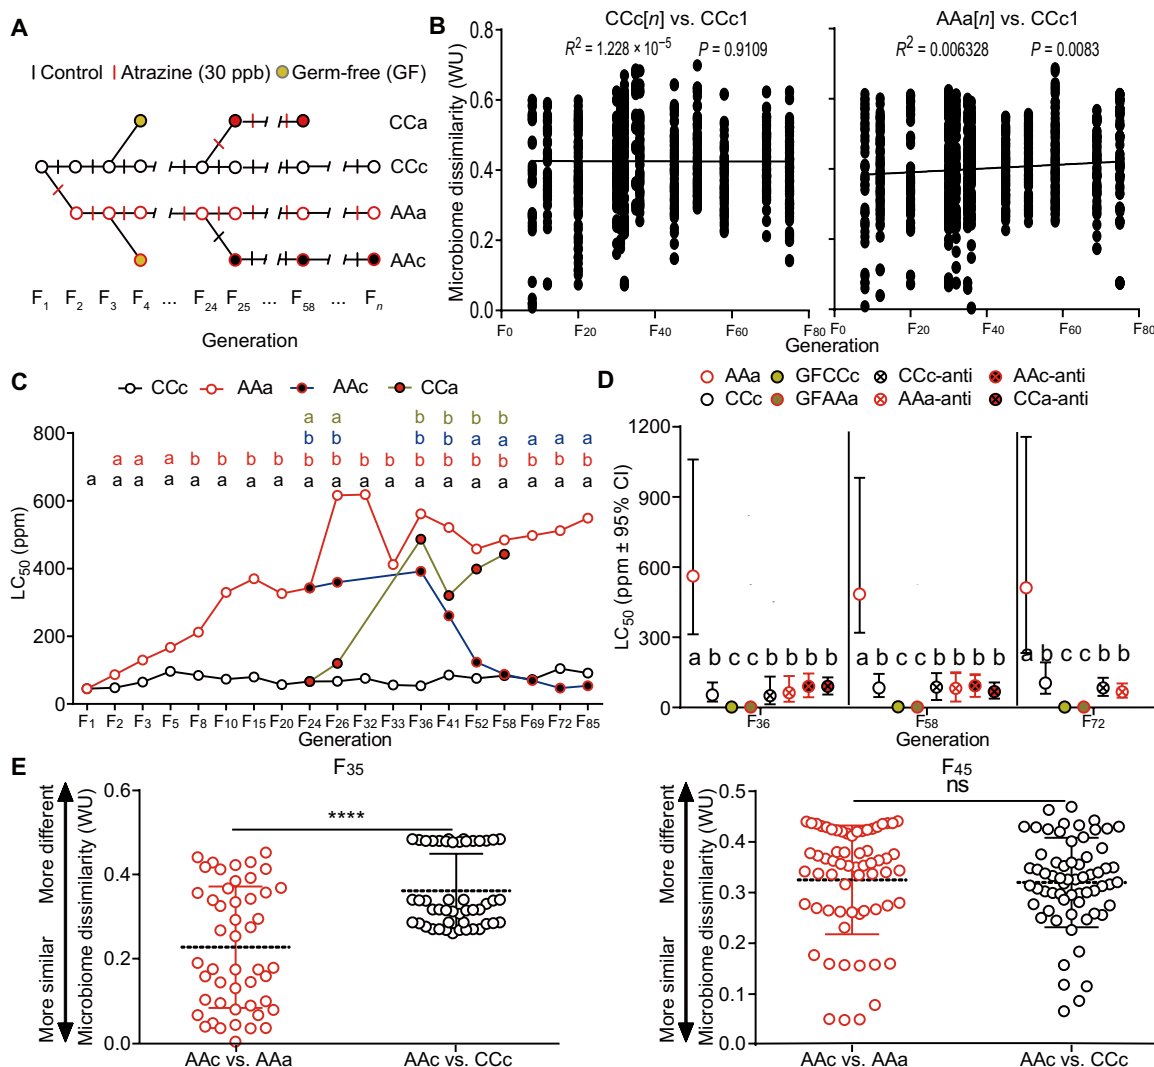 A
Control Atrazine (30 ppb) Germ-free (GF)
CCa
CCc
AAa
AAc
F1 F2 F3 F4 ... F24 F25 ... F58 ... Fn
Generation
B
CCc[n] vs. CCc1
R² = 1.228 × 10⁻⁵ P = 0.9109
AAa[n] vs. CCc1
R² = 0.006328 P = 0.0083
Microbiome dissimilarity (WU)
0.8
0.6
0.4
0.2
0.0
F0 F20 F40 F60 F80
F0 F20 F40 F60 F80
Generation
C
CCc AAa AAc CCa
a a b b b b
b b b b a a a a a
a a a b b b b b b b b b b b b b b
a a a a a a a a a a a a a a a a a a
LC50 (ppm)
800
600
400
200
0
F1 F2 F3 F5 F8 F10 F15 F20 F24 F26 F32 F33 F36 F41 F52 F58 F69 F72 F85
Generation
D
AAa GFCCc CCc-anti AAc-anti
CCc GFAAa AAa-anti CCa-anti
LC50 (ppm ± 95% CI)
1200
900
600
300
0
a b c c b b b b
a b c c b b b b
a b c c b b
F36 F58 F72
Generation
E
F35
More different
More similar
Microbiome dissimilarity (WU)
0.6
0.4
0.2
0.0
****
AAc vs. AAa AAc vs. CCc
F45
ns
More different
More similar
Microbiome dissimilarity (WU)
0.5
0.4
0.3
0.2
0.1
0.0
AAc vs. AAa AAc vs. CCc